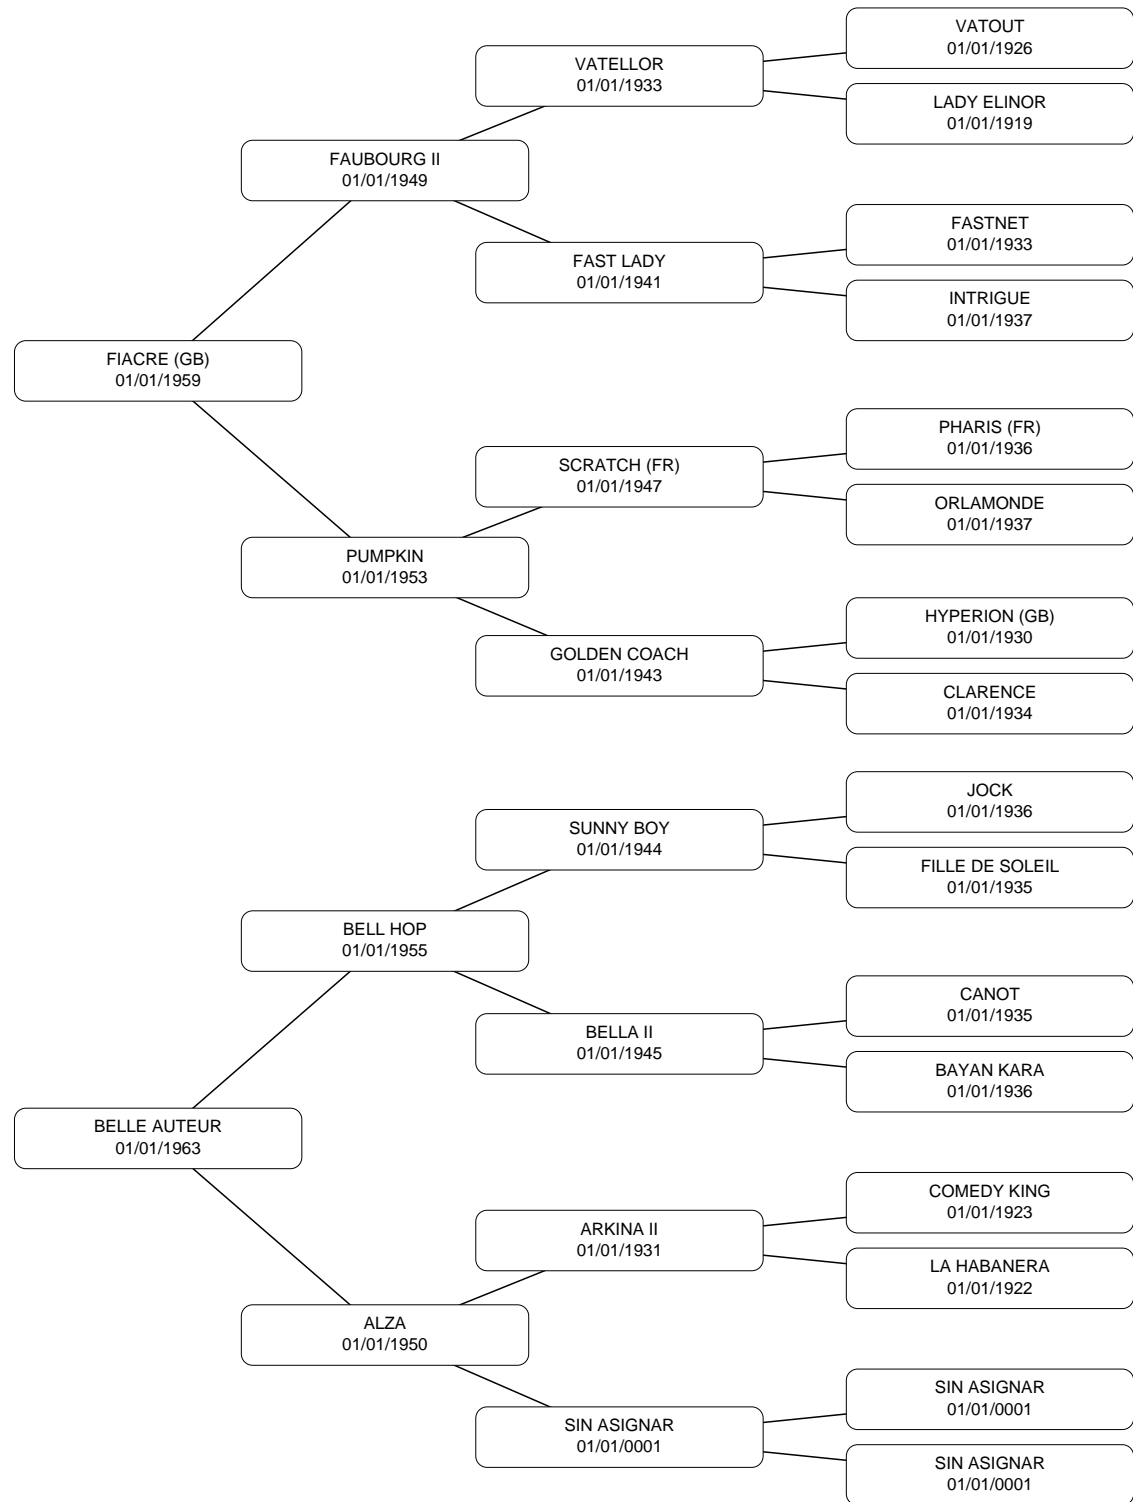 VATOUT
01/01/1926
VATELLOR
01/01/1933
LADY ELINOR
01/01/1919
FAUBOURG II
01/01/1949
FASTNET
01/01/1933
FAST LADY
01/01/1941
INTRIGUE
01/01/1937
FIACRE (GB)
01/01/1959
PHARIS (FR)
01/01/1936
SCRATCH (FR)
01/01/1947
ORLAMONDE
01/01/1937
PUMPKIN
01/01/1953
HYPERION (GB)
01/01/1930
GOLDEN COACH
01/01/1943
CLARENCE
01/01/1934
JOCK
01/01/1936
SUNNY BOY
01/01/1944
FILLE DE SOLEIL
01/01/1935
BELL HOP
01/01/1955
CANOT
01/01/1935
BELLA II
01/01/1945
BAYAN KARA
01/01/1936
BELLE AUTEUR
01/01/1963
COMEDY KING
01/01/1923
ARKINA II
01/01/1931
LA HABANERA
01/01/1922
ALZA
01/01/1950
SIN ASIGNAR
01/01/0001
SIN ASIGNAR
01/01/0001
SIN ASIGNAR
01/01/0001